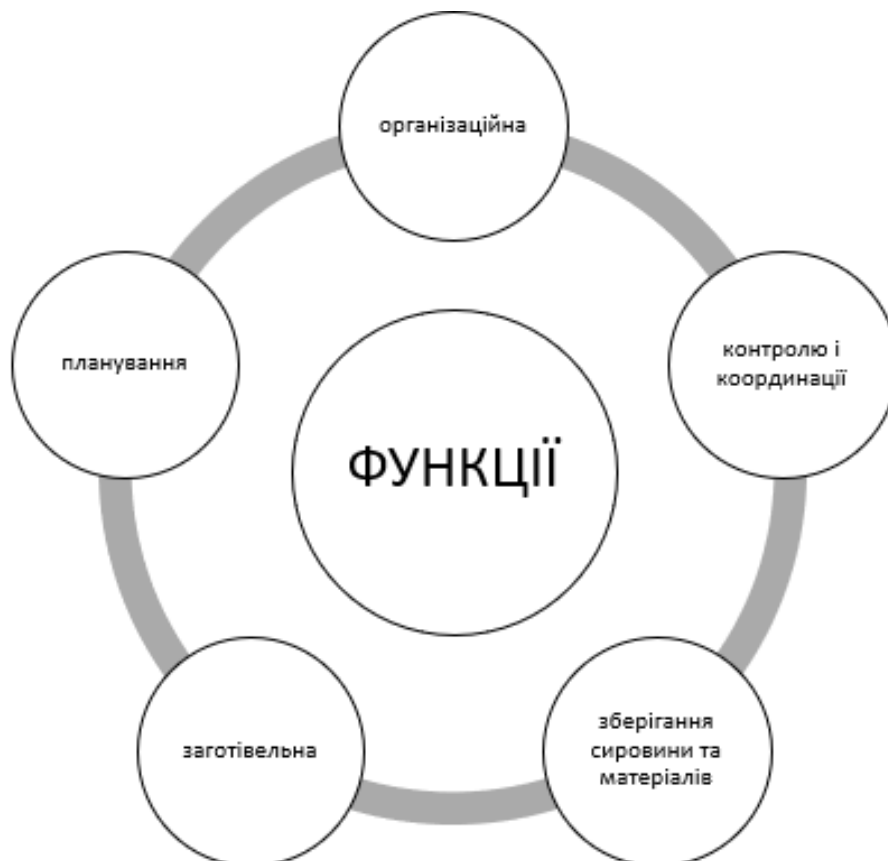 організаційна
контролю і
координації
зберігання
сировини та
матеріалів
заготівельна
планування
ФУНКЦІЇ